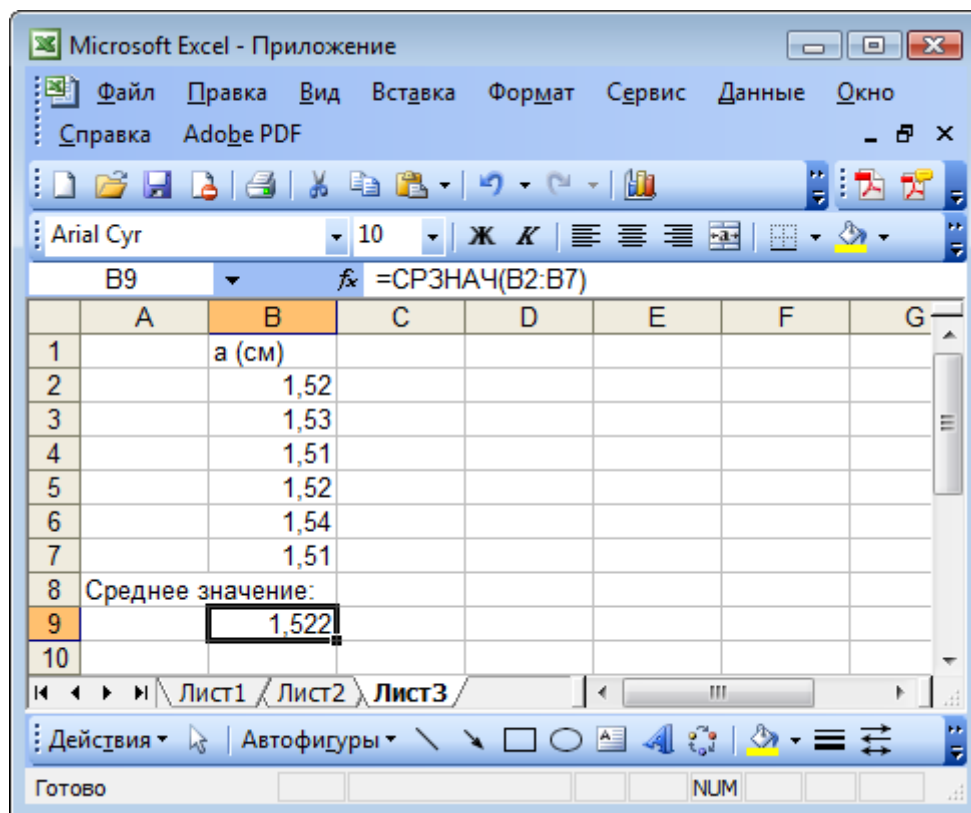 Microsoft Excel - Приложение
Файл Правка Вид Вставка Формат Сервис Данные Окно
Справка Adobe PDF
Arial Cyr 10 Ж К
B9 fx =СРЗНАЧ(B2:B7)
A B C D E F G
1 a (см)
2 1,52
3 1,53
4 1,51
5 1,52
6 1,54
7 1,51
8 Среднее значение:
9 1,522
10
Лист1 Лист2 Лист3
Действия Автофигуры
Готово NUM